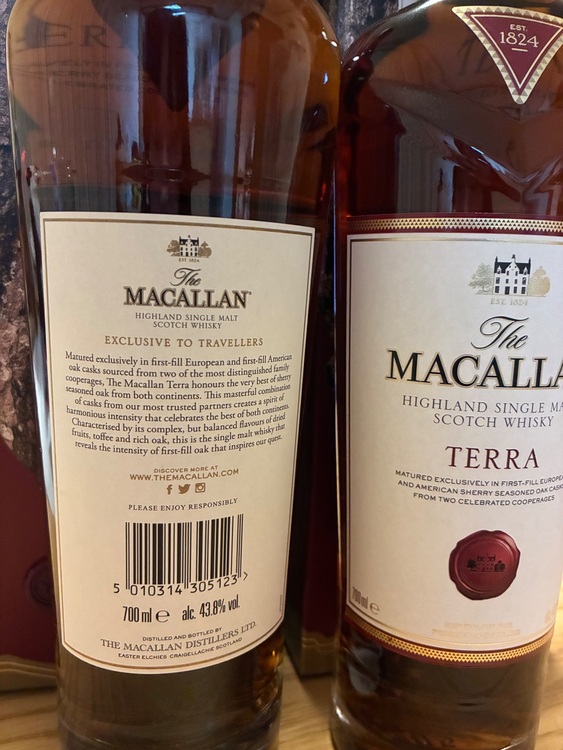 EST. 1824
The
MACALLAN
HIGHLAND SINGLE MALT
SCOTCH WHISKY
EXCLUSIVE TO TRAVELLERS
Matured exclusively in first-fill European and first-fill American
oak casks sourced from two of the most distinguished family
cooperages, The Macallan Terra honours the very best of sherry
seasoned oak from both continents. This masterful combination
of casks from our most trusted partners creates a spirit of
harmonious intensity that celebrates the best of both continents.
Characterised by its complex, but balanced flavours of dried
fruits, toffee and rich oak, this is the single malt whisky that
reveals the intensity of first-fill oak that inspires our quest.
DISCOVER MORE AT
WWW.THEMACALLAN.COM
PLEASE ENJOY RESPONSIBLY
5 010314 305123 >
700 ml e alc. 43.8% vol.
DISTILLED AND BOTTLED BY
THE MACALLAN DISTILLERS LTD.
EASTER ELCHIES CRAIGELLACHIE SCOTLAND
EST.
1824
EST. 1824
The
MACALLA
HIGHLAND SINGLE MA
SCOTCH WHISKY
TERRA
MATURED EXCLUSIVELY IN FIRST-FILL EUROPE
AND AMERICAN SHERRY SEASONED OAK CASKS
FROM TWO CELEBRATED COOPERAGES
700 ml e